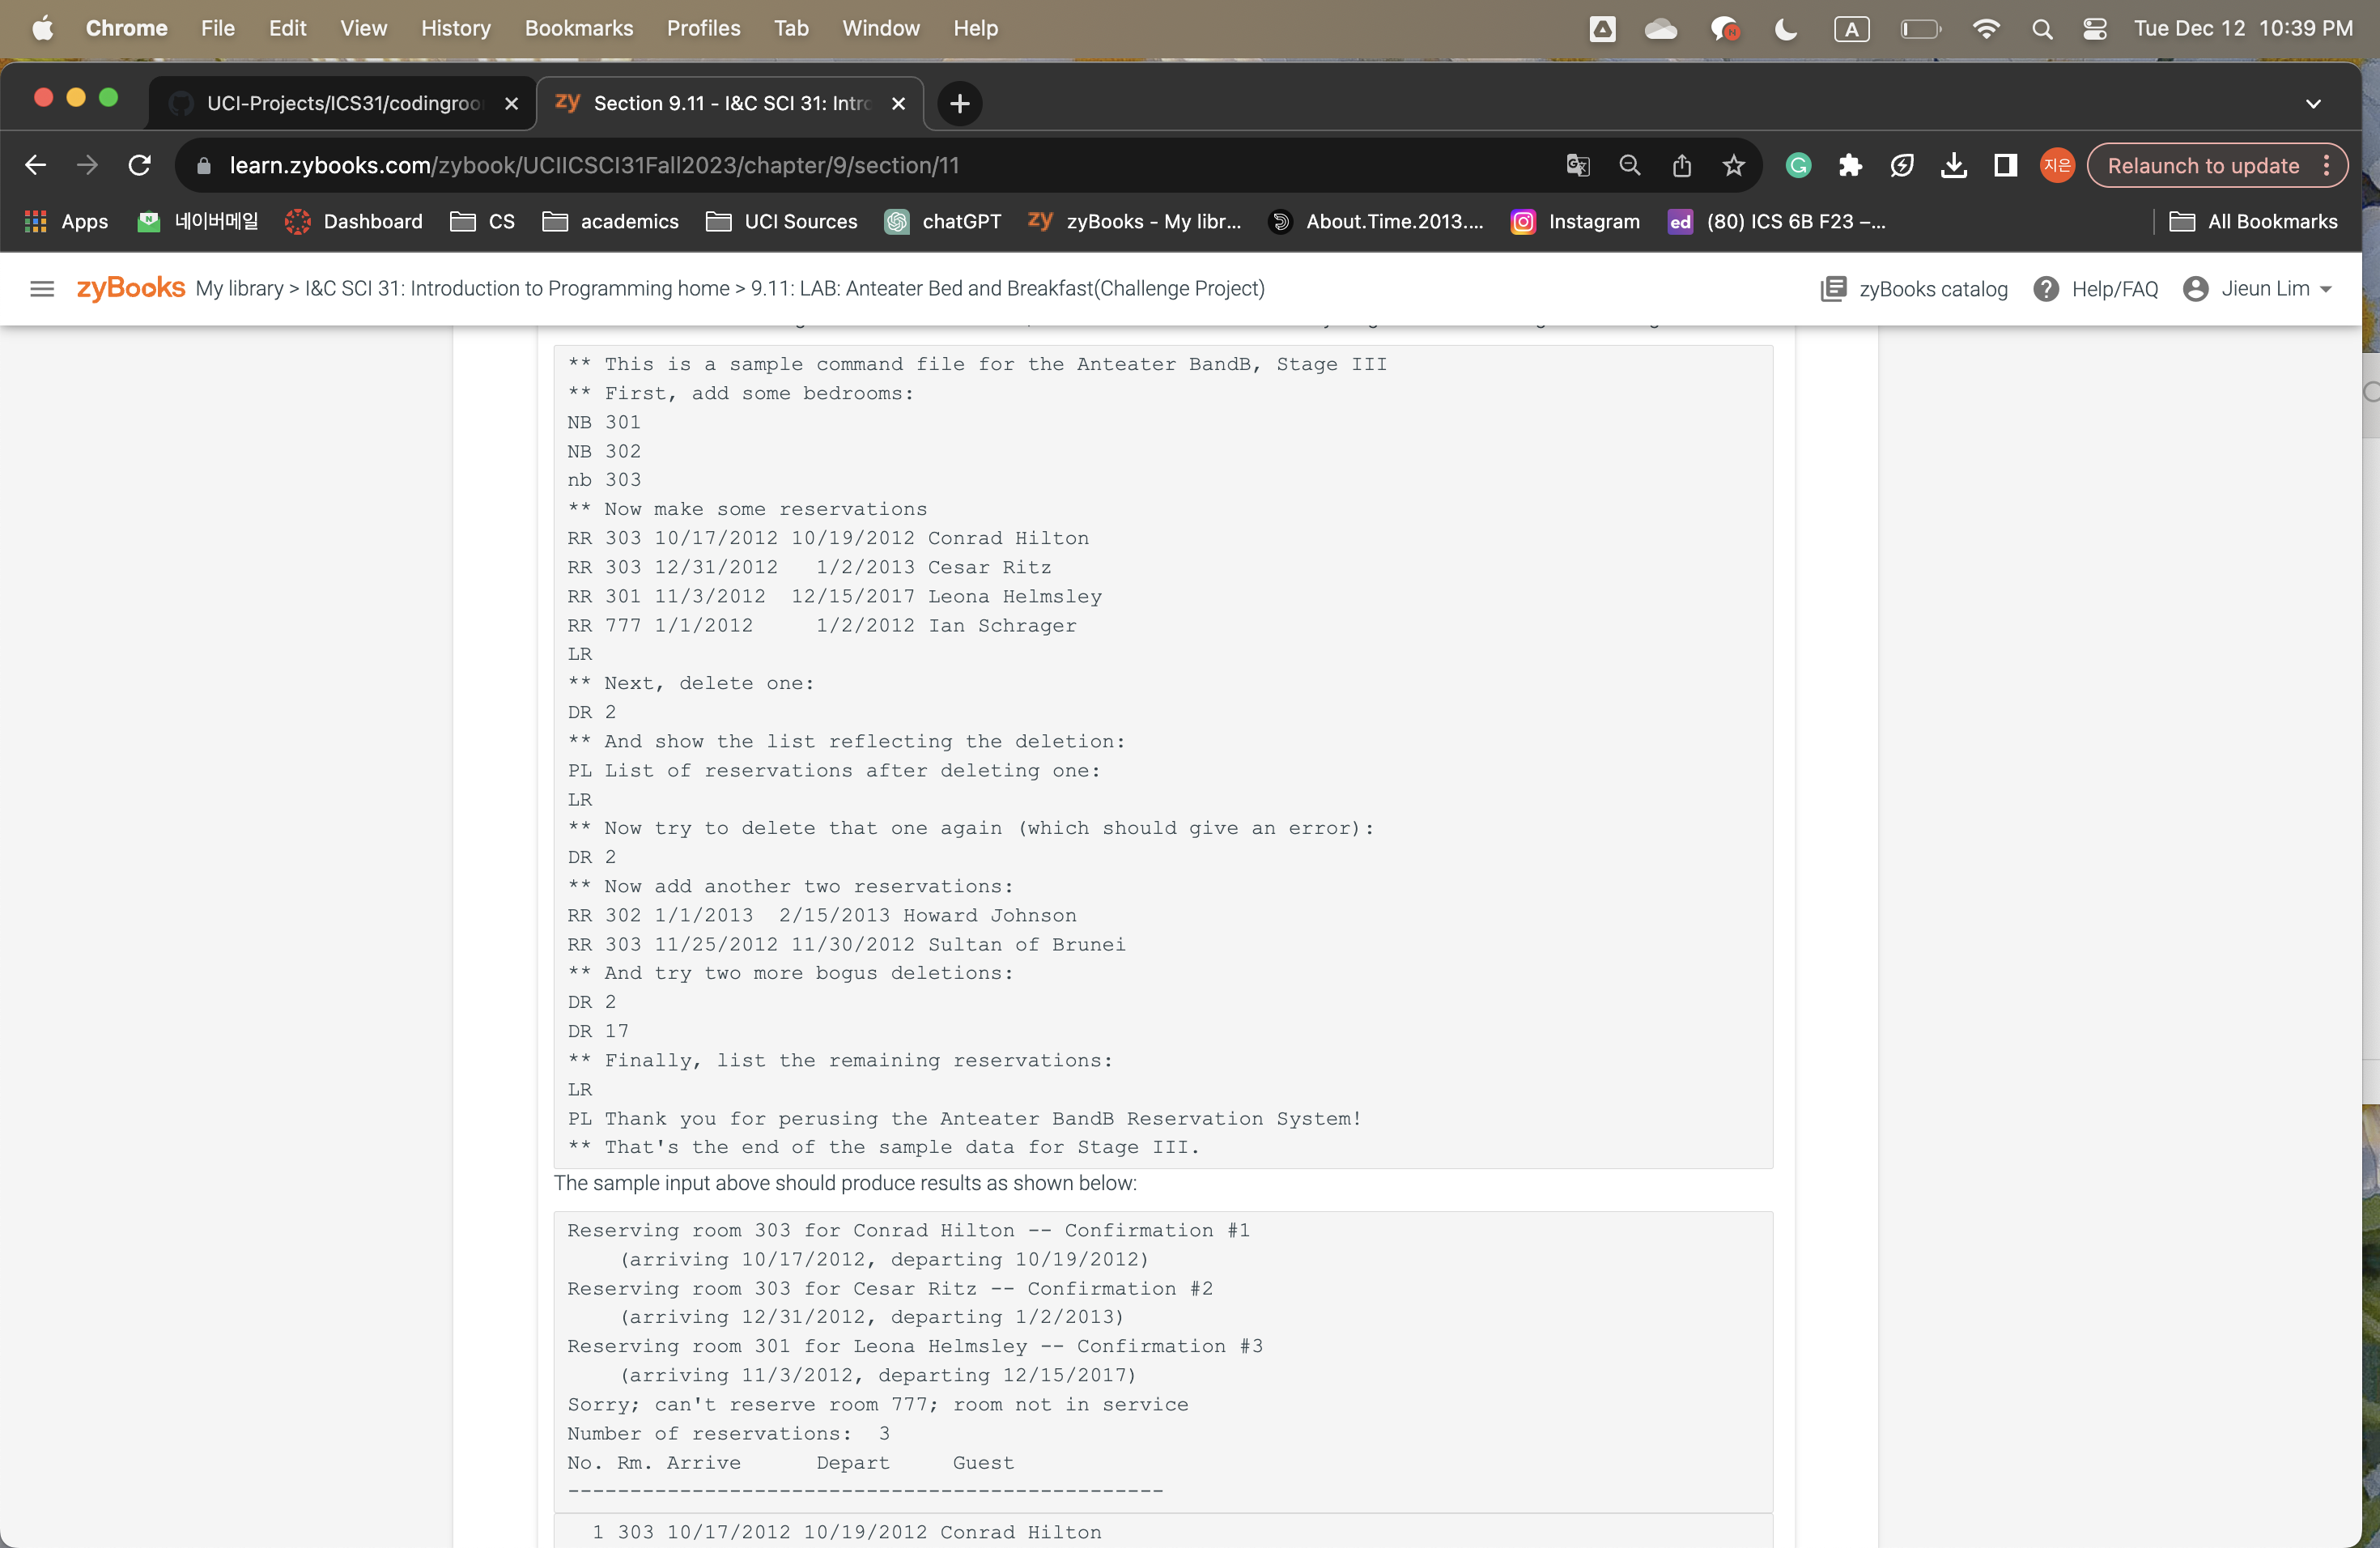 Chrome File Edit View History Bookmarks Profiles Tab Window Help A Tue Dec 12 10:39 PM
UCI-Projects/ICS31/codingroo Section 9.11 - I&C SCI 31: Intro
learn.zybooks.com/zybook/UCIICSCI31Fall2023/chapter/9/section/11 지은 Relaunch to update
Apps 네이버메일 Dashboard CS academics UCI Sources chatGPT zyBooks - My libr... About.Time.2013.... Instagram ed (80) ICS 6B F23 –... All Bookmarks
zyBooks My library > I&C SCI 31: Introduction to Programming home > 9.11: LAB: Anteater Bed and Breakfast(Challenge Project) zyBooks catalog Help/FAQ Jieun Lim
** This is a sample command file for the Anteater BandB, Stage III
** First, add some bedrooms:
NB 301
NB 302
nb 303
** Now make some reservations
RR 303 10/17/2012 10/19/2012 Conrad Hilton
RR 303 12/31/2012   1/2/2013 Cesar Ritz
RR 301 11/3/2012  12/15/2017 Leona Helmsley
RR 777 1/1/2012     1/2/2012 Ian Schrager
LR
** Next, delete one:
DR 2
** And show the list reflecting the deletion:
PL List of reservations after deleting one:
LR
** Now try to delete that one again (which should give an error):
DR 2
** Now add another two reservations:
RR 302 1/1/2013  2/15/2013 Howard Johnson
RR 303 11/25/2012 11/30/2012 Sultan of Brunei
** And try two more bogus deletions:
DR 2
DR 17
** Finally, list the remaining reservations:
LR
PL Thank you for perusing the Anteater BandB Reservation System!
** That's the end of the sample data for Stage III.
The sample input above should produce results as shown below:
Reserving room 303 for Conrad Hilton -- Confirmation #1
(arriving 10/17/2012, departing 10/19/2012)
Reserving room 303 for Cesar Ritz -- Confirmation #2
(arriving 12/31/2012, departing 1/2/2013)
Reserving room 301 for Leona Helmsley -- Confirmation #3
(arriving 11/3/2012, departing 12/15/2017)
Sorry; can't reserve room 777; room not in service
Number of reservations:  3
No. Rm. Arrive      Depart     Guest
------------------------------------------------
1 303 10/17/2012 10/19/2012 Conrad Hilton